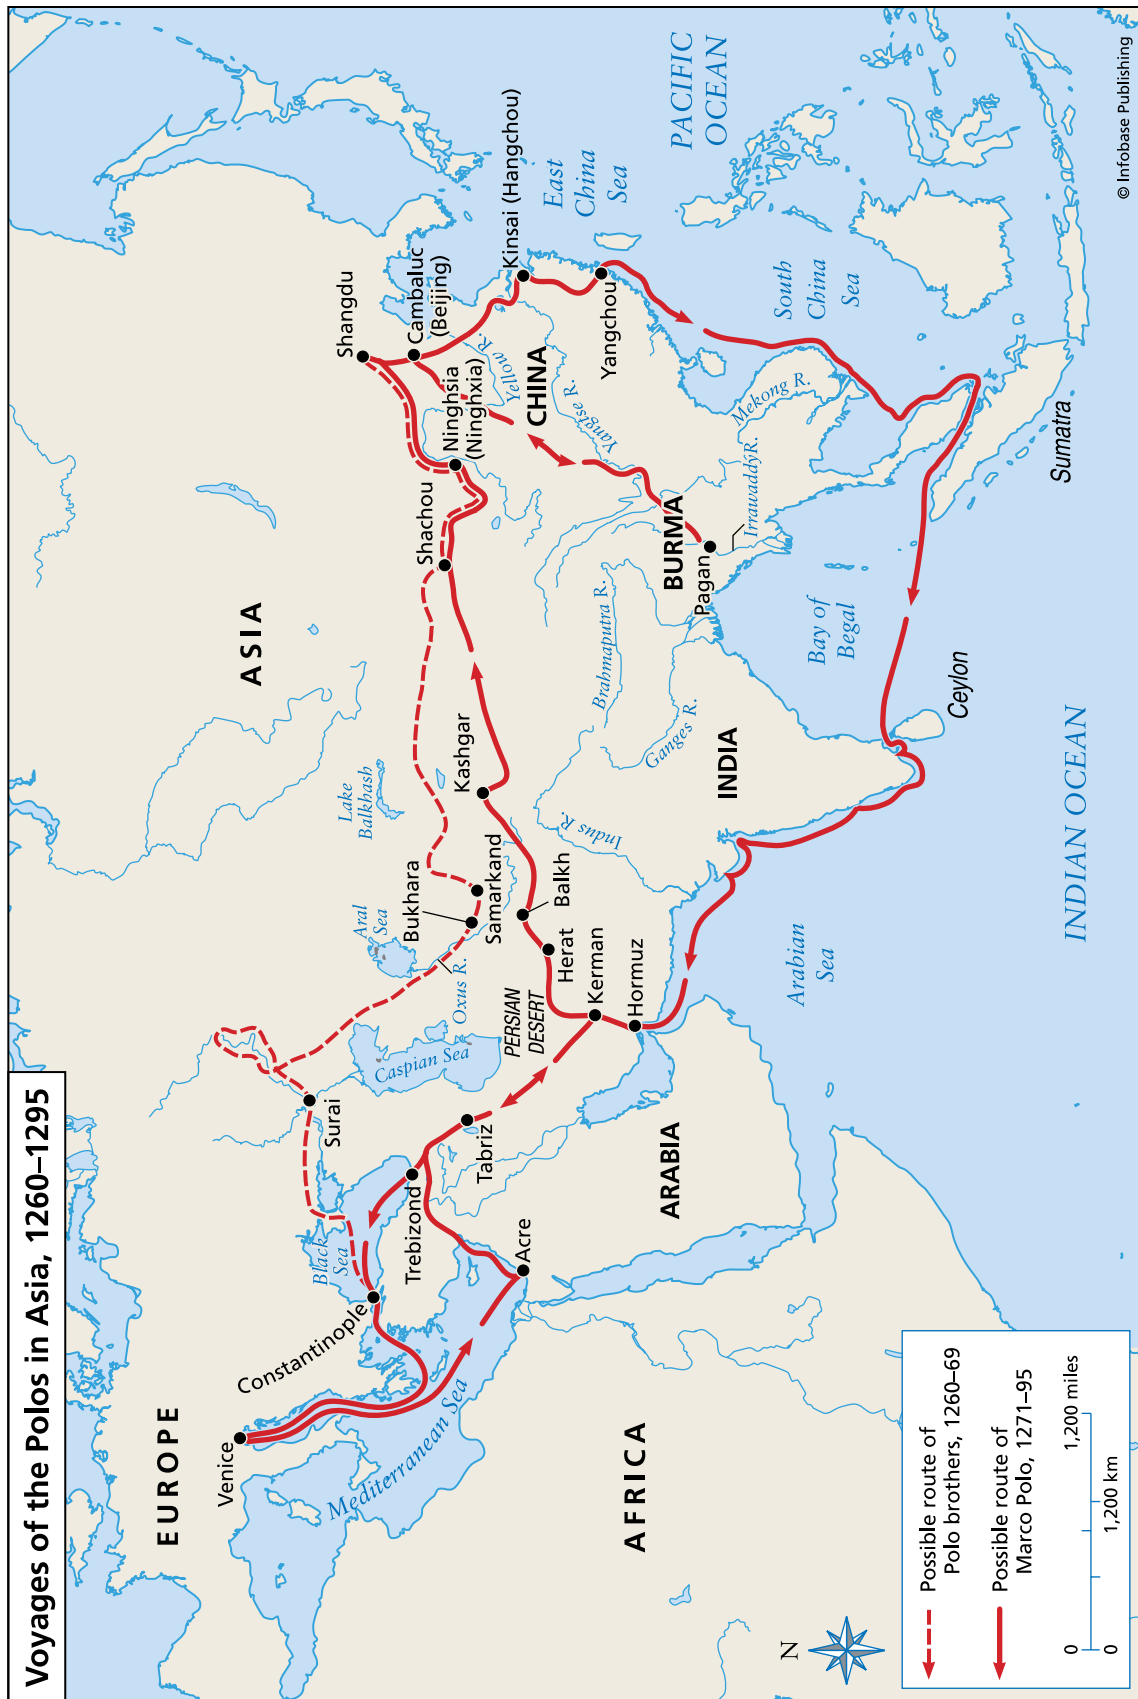 Voyages of the Polos in Asia, 1260–1295
EUROPE
ASIA
AFRICA
ARABIA
INDIA
BURMA
CHINA
PERSIAN
DESERT
Venice
Constantinople
Trebizond
Acre
Tabriz
Surai
Bukhara
Samarkand
Balkh
Herat
Kerman
Hormuz
Kashgar
Shachou
Ninghsia
(Ninghxia)
Shangdu
Cambaluc
(Beijing)
Kinsai (Hangchou)
Yangchou
Pagan
Sumatra
Ceylon
Mediterranean Sea
Black
Sea
Caspian Sea
Aral
Sea
Lake
Balkhash
Oxus R.
Indus R.
Ganges R.
Brahmaputra R.
Irrawaddy R.
Mekong R.
Yangtse R.
Yellow R.
Arabian
Sea
Bay of
Begal
South
China
Sea
East
China
Sea
PACIFIC
OCEAN
INDIAN OCEAN
N
Possible route of
Polo brothers, 1260–69
Possible route of
Marco Polo, 1271–95
0 1,200 miles
0 1,200 km
© Infobase Publishing